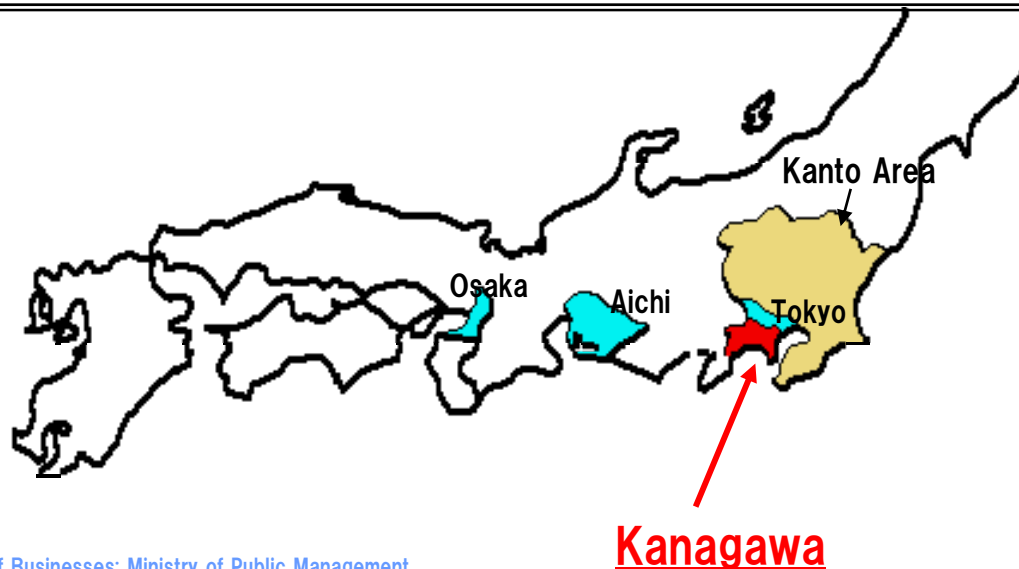 Kanto Area
Osaka
Aichi
Tokyo
Kanagawa
f Businesses: Ministry of Public Management